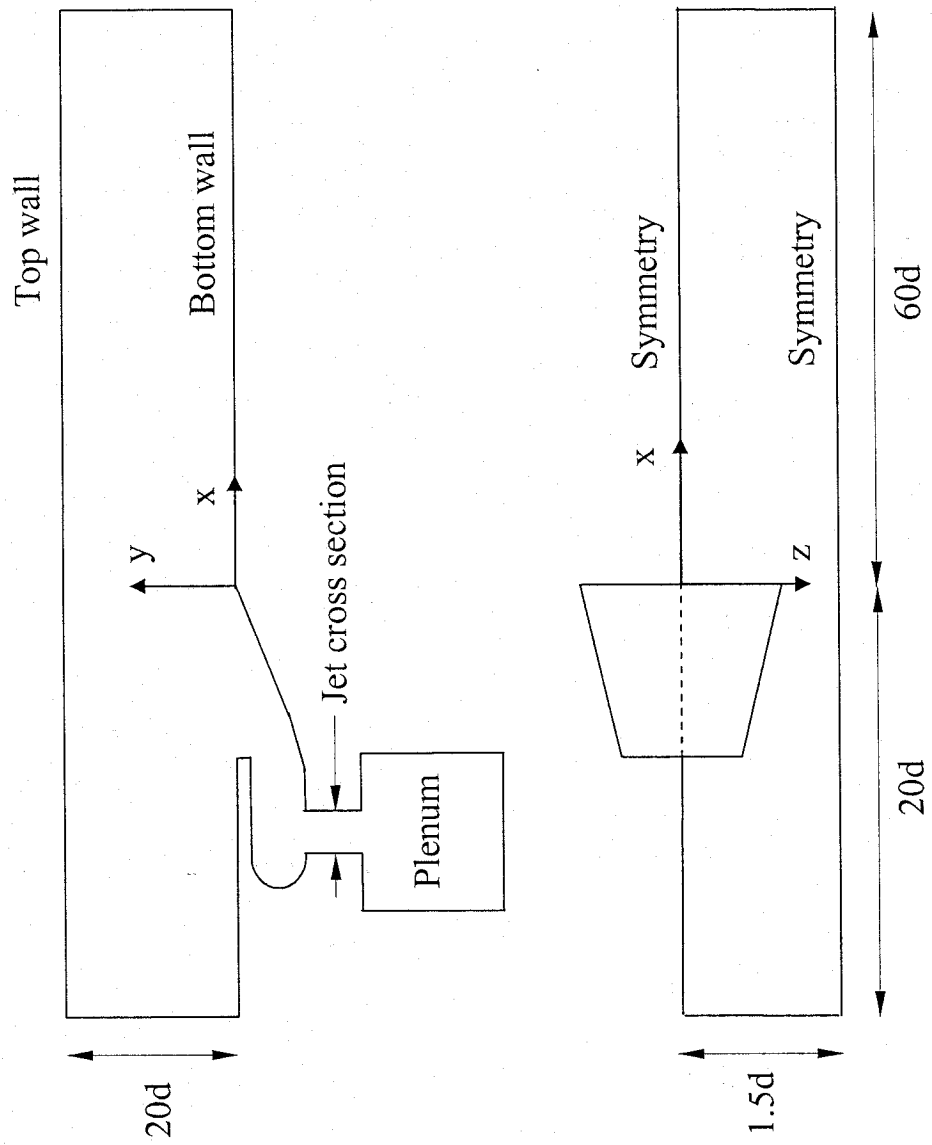 Top wall
Bottom wall
y
x
20d
Jet cross section
Plenum
Symmetry
x
Symmetry
z
1.5d
20d
60d